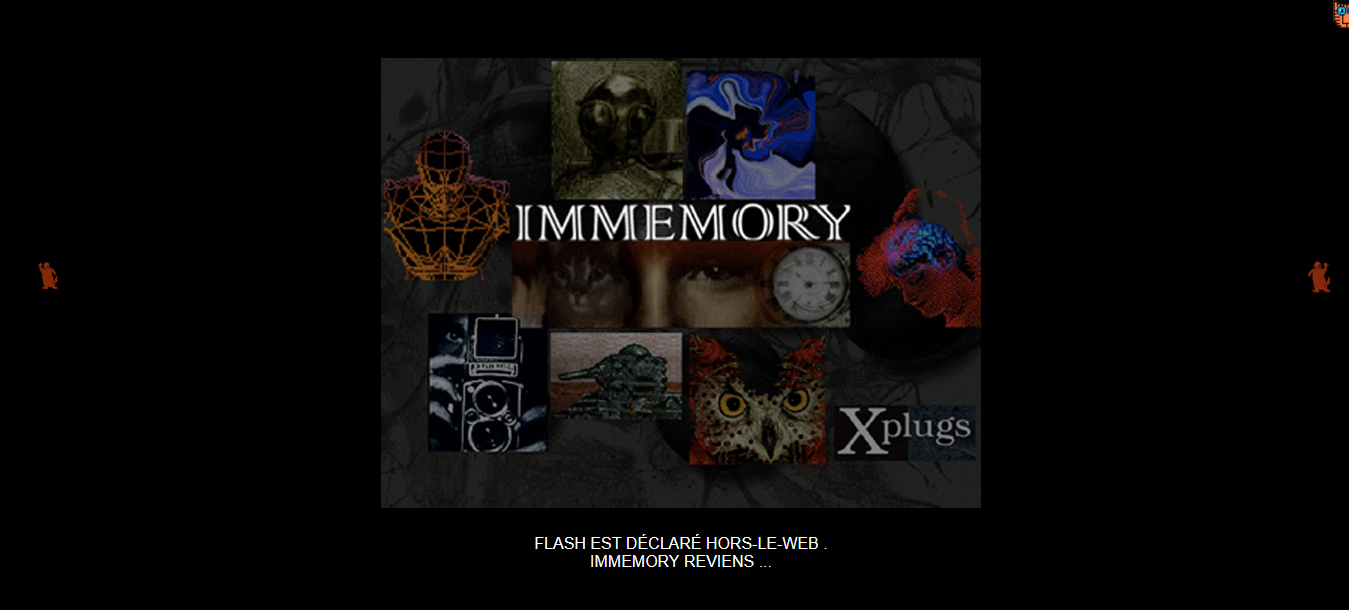 IMMEMORY
Xplugs
FLASH EST DÉCLARÉ HORS-LE-WEB .
IMMEMORY REVIENS ...